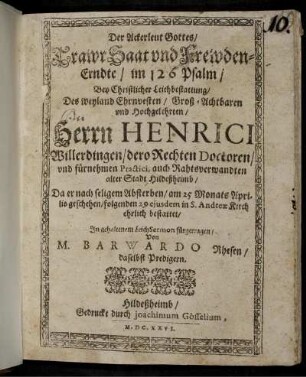 10.
Der Ackerleut Gottes/
Trawr Saat vnd Frewden-
Erndte/ im 126 Psalm/
Bey Christlicher Leichbestattung/
Des weyland Ehrnvesten/ Groß-Achtbaren
vnd Hochgelehrten/
Herrn HENRICI
Willerdingen/ dero Rechten Doctoren/
vnd fürnehmen Practici, auch Rahtsverwandten
alter Stadt Hildeßheimb/
Da er nach seligem Absterben/ am 25 Monats Apri-
lis geschehen/ folgenden 29 ejusdem in S. Andreæ Kirch
ehrlich bestattet/
In gehaltenem Leich Sermon fürgetragen/
Von
M. BARWARDO Rhesen/
daselbst Predigern.
Hildeßheimb/
Gedruckt durch Joachimum Gösselium,
M. DC. XXVI.